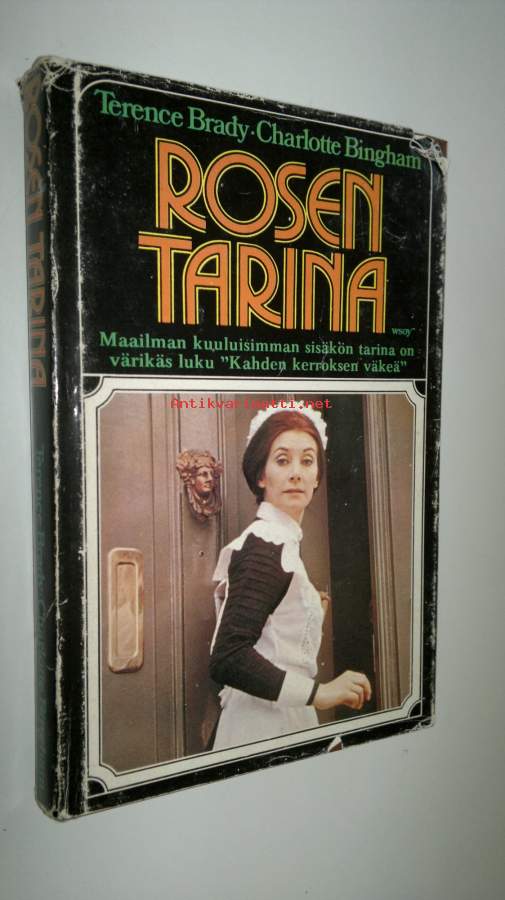 Terence Brady · Charlotte Bingham
ROSEN
TARINA
wsoy
Maailman kuuluisimman sisäkön tarina on
värikäs luku "Kahden kerroksen väkeä"
Antikvariaatti.net
ROSEN TARINA